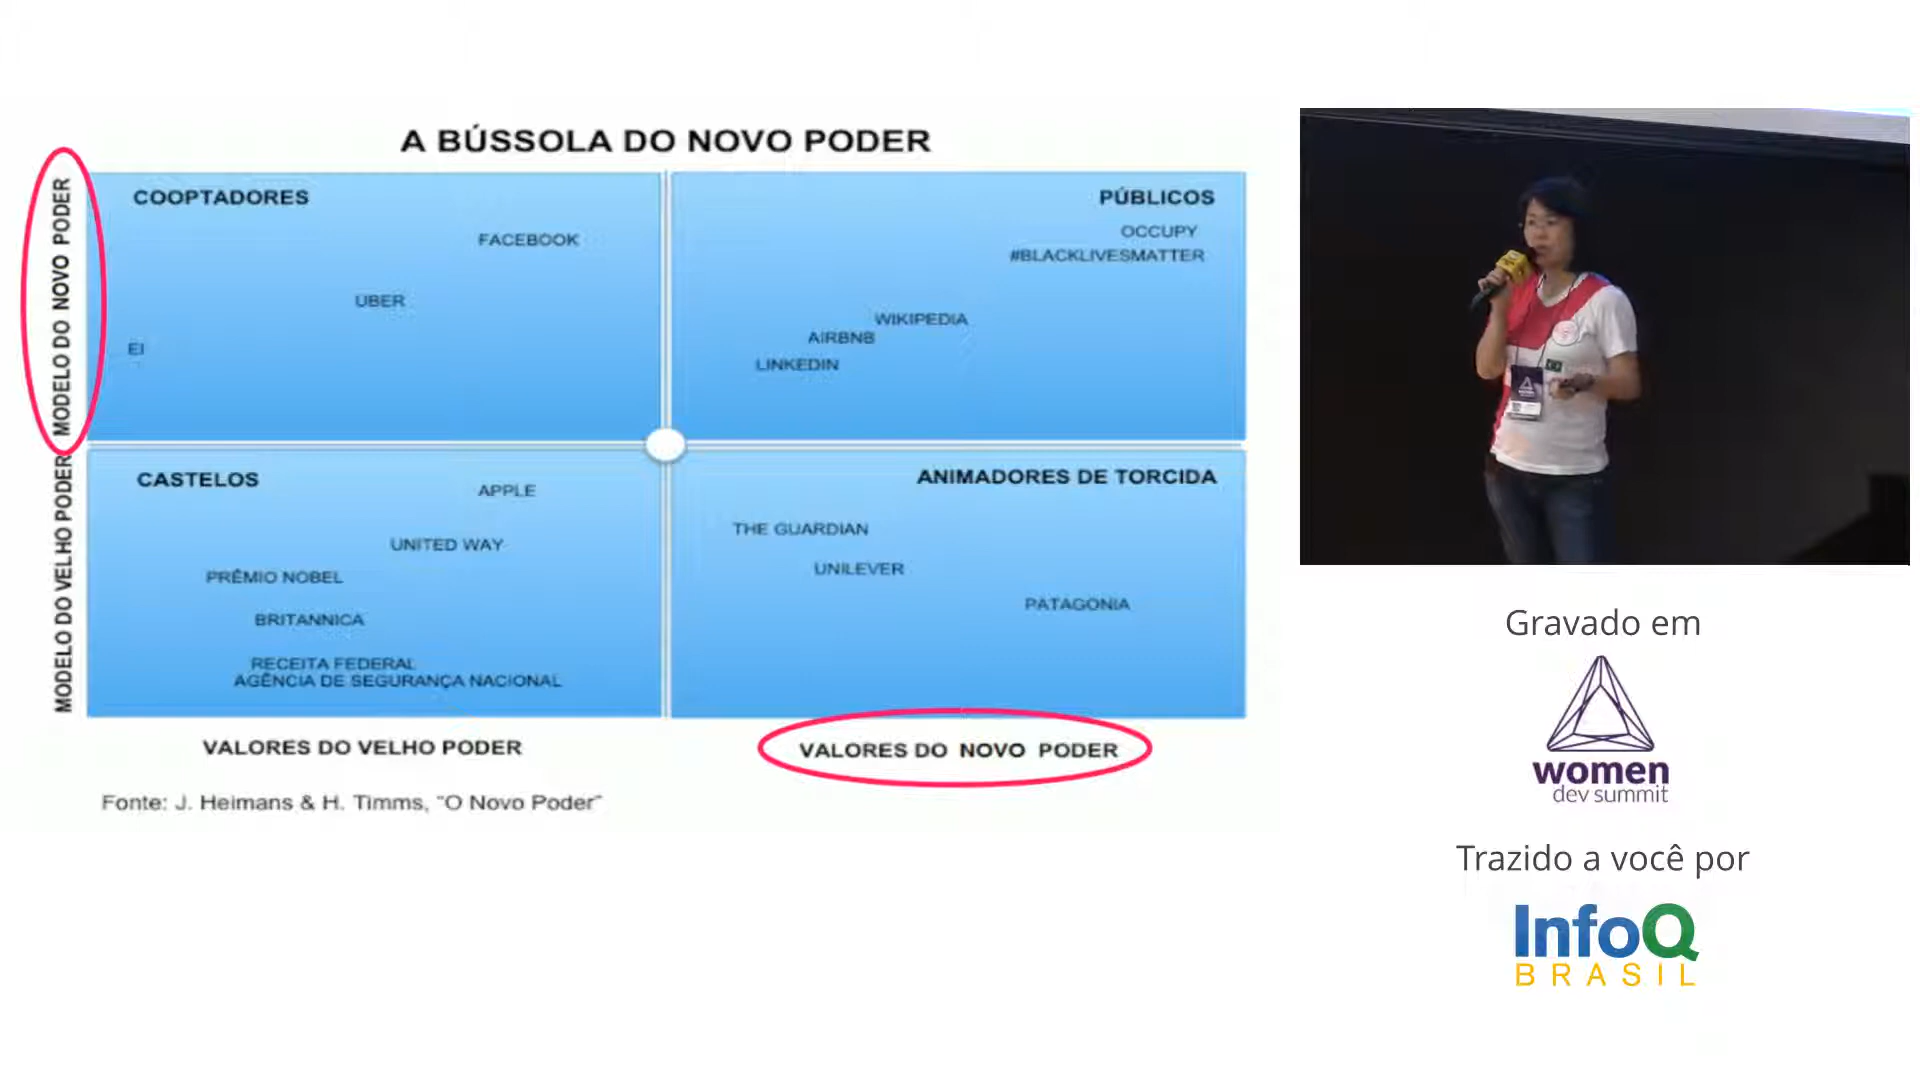 A BÚSSOLA DO NOVO PODER
MODELO DO NOVO PODER
COOPTADORES
FACEBOOK
UBER
EI
PÚBLICOS
OCCUPY
#BLACKLIVESMATTER
WIKIPEDIA
AIRBNB
LINKEDIN
MODELO DO VELHO PODER
CASTELOS
APPLE
UNITED WAY
PRÊMIO NOBEL
BRITANNICA
RECEITA FEDERAL
AGÊNCIA DE SEGURANÇA NACIONAL
ANIMADORES DE TORCIDA
THE GUARDIAN
UNILEVER
PATAGONIA
VALORES DO VELHO PODER
VALORES DO NOVO PODER
Fonte: J. Heimans & H. Timms, "O Novo Poder"
Gravado em
women
dev summit
Trazido a você por
InfoQ
BRASIL